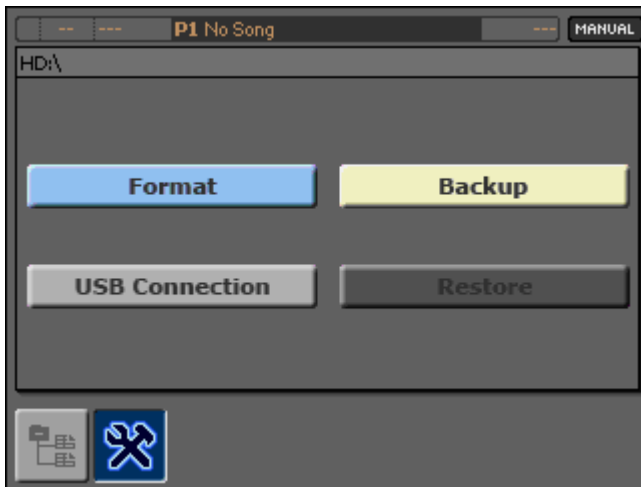 -- --- P1 No Song --- MANUAL
HD:\
Format Backup
USB Connection Restore